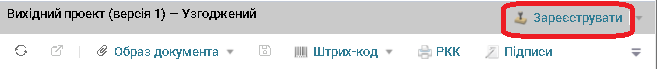 Вихідний проект (версія 1) — Узгоджений Зареєструвати
Образ документа Штрих-код РКК Підписи